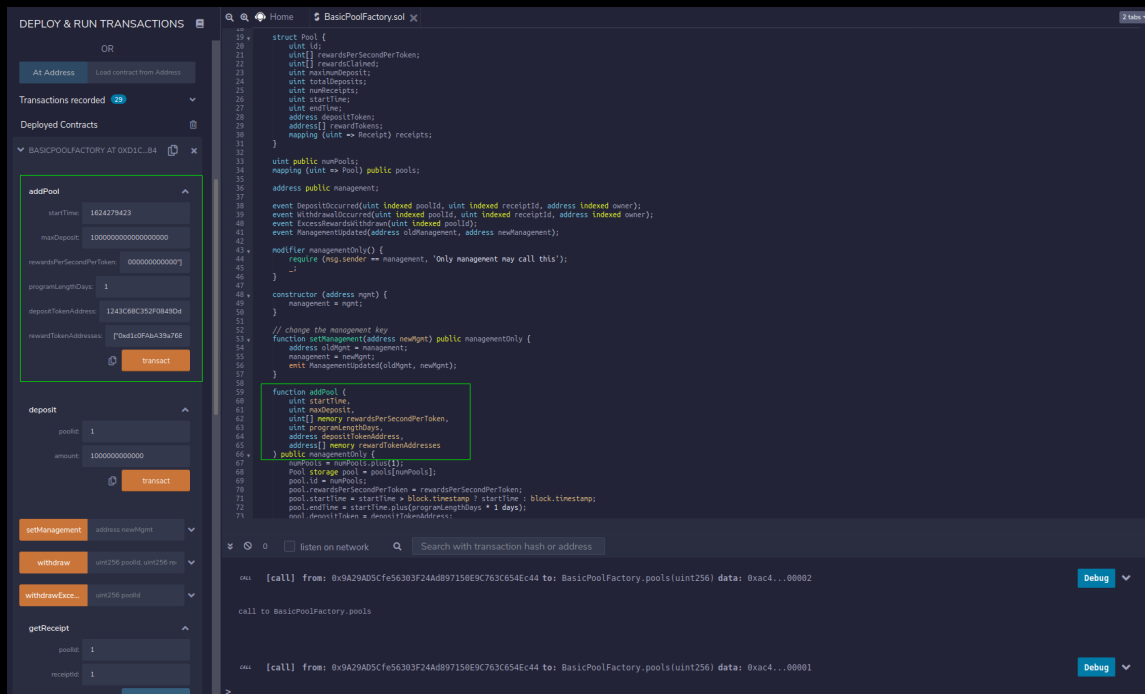 DEPLOY & RUN TRANSACTIONS
OR
At Address Load contract from Address
Transactions recorded 29
Deployed Contracts
BASICPOOLFACTORY AT 0XD1C...84
addPool
startTime: 1624279423
maxDeposit: 1000000000000000000
rewardsPerSecondPerToken: 000000000000"]
programLengthDays: 1
depositTokenAddress: 1243C68C352F0849Dd
rewardTokenAddresses: ["0xd1c0FAbA39a768
transact
deposit
poolId: 1
amount: 1000000000000
transact
setManagement address newMgmt
withdraw uint256 poolId, uint256 re
withdrawExce... uint256 poolId
getReceipt
poolId: 1
receiptId: 1
Home BasicPoolFactory.sol 2 tabs
18
19 struct Pool {
20 uint id;
21 uint[] rewardsPerSecondPerToken;
22 uint[] rewardsClaimed;
23 uint maximumDeposit;
24 uint totalDeposits;
25 uint numReceipts;
26 uint startTime;
27 uint endTime;
28 address depositToken;
29 address[] rewardTokens;
30 mapping (uint => Receipt) receipts;
31 }
32
33 uint public numPools;
34 mapping (uint => Pool) public pools;
35
36 address public management;
37
38 event DepositOccurred(uint indexed poolId, uint indexed receiptId, address indexed owner);
39 event WithdrawalOccurred(uint indexed poolId, uint indexed receiptId, address indexed owner);
40 event ExcessRewardsWithdrawn(uint indexed poolId);
41 event ManagementUpdated(address oldManagement, address newManagement);
42
43 modifier managementOnly() {
44 require (msg.sender == management, 'Only management may call this');
45 _;
46 }
47
48 constructor (address mgmt) {
49 management = mgmt;
50 }
51
52 // change the management key
53 function setManagement(address newMgmt) public managementOnly {
54 address oldMgmt = management;
55 management = newMgmt;
56 emit ManagementUpdated(oldMgmt, newMgmt);
57 }
58
59 function addPool (
60 uint startTime,
61 uint maxDeposit,
62 uint[] memory rewardsPerSecondPerToken,
63 uint programLengthDays,
64 address depositTokenAddress,
65 address[] memory rewardTokenAddresses
66 ) public managementOnly {
67 numPools = numPools.plus(1);
68 Pool storage pool = pools[numPools];
69 pool.id = numPools;
70 pool.rewardsPerSecondPerToken = rewardsPerSecondPerToken;
71 pool.startTime = startTime > block.timestamp ? startTime : block.timestamp;
72 pool.endTime = startTime.plus(programLengthDays * 1 days);
73 pool.depositToken = depositTokenAddress;
0 listen on network Search with transaction hash or address
CALL [call] from: 0x9A29AD5Cfe56303F24Ad897150E9C763C654Ec44 to: BasicPoolFactory.pools(uint256) data: 0xac4...00002 Debug
call to BasicPoolFactory.pools
CALL [call] from: 0x9A29AD5Cfe56303F24Ad897150E9C763C654Ec44 to: BasicPoolFactory.pools(uint256) data: 0xac4...00001 Debug
>